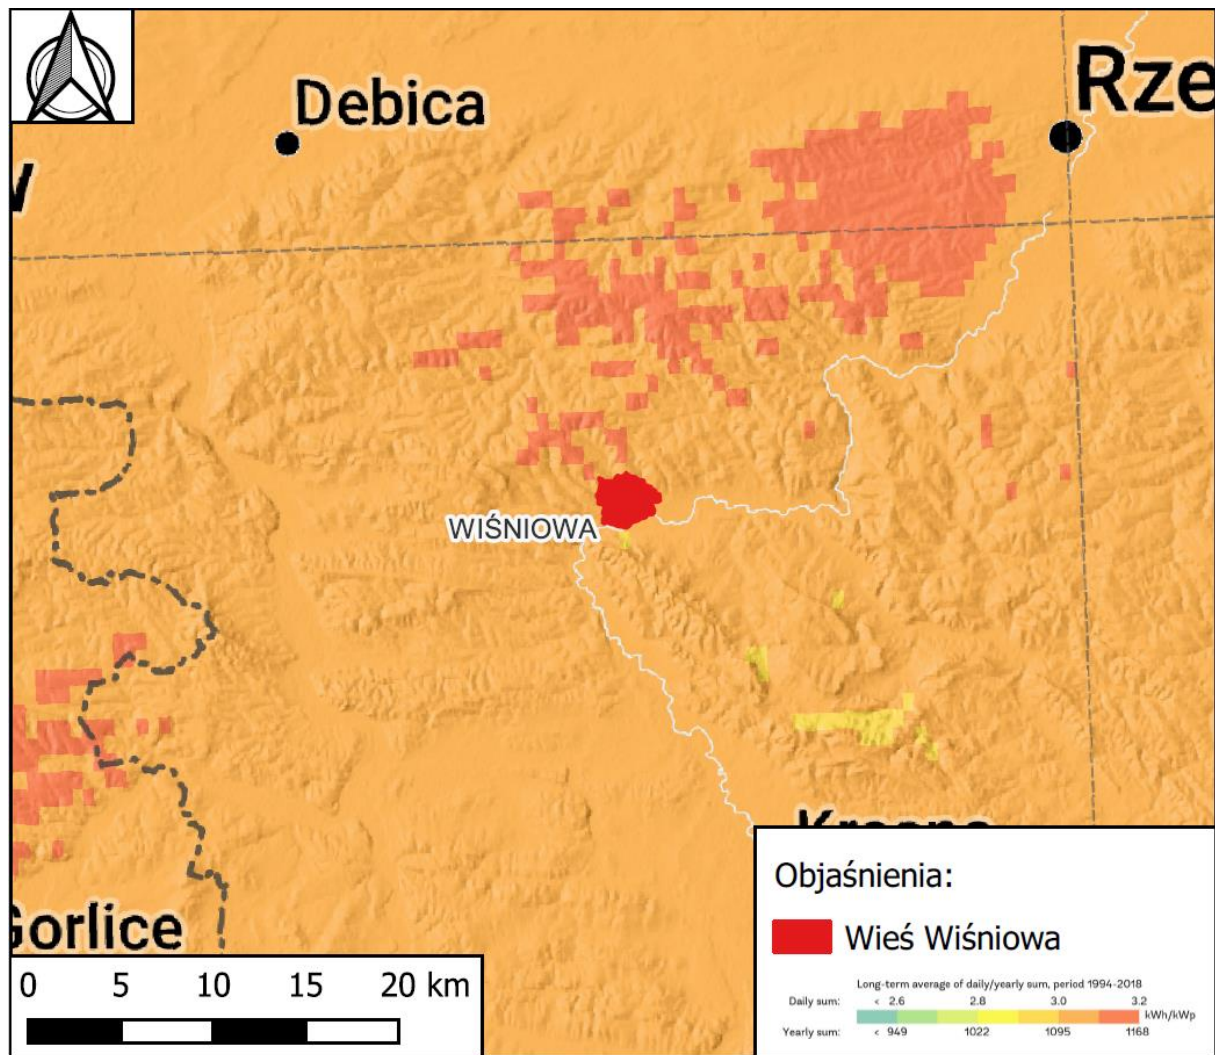 Debica
Rze
WIŚNIOWA
Gorlice
Objaśnienia:
Wieś Wiśniowa
Long-term average of daily/yearly sum, period 1994-2018
Daily sum: < 2.6 2.8 3.0 3.2
kWh/kWp
Yearly sum: < 949 1022 1095 1168
0 5 10 15 20 km